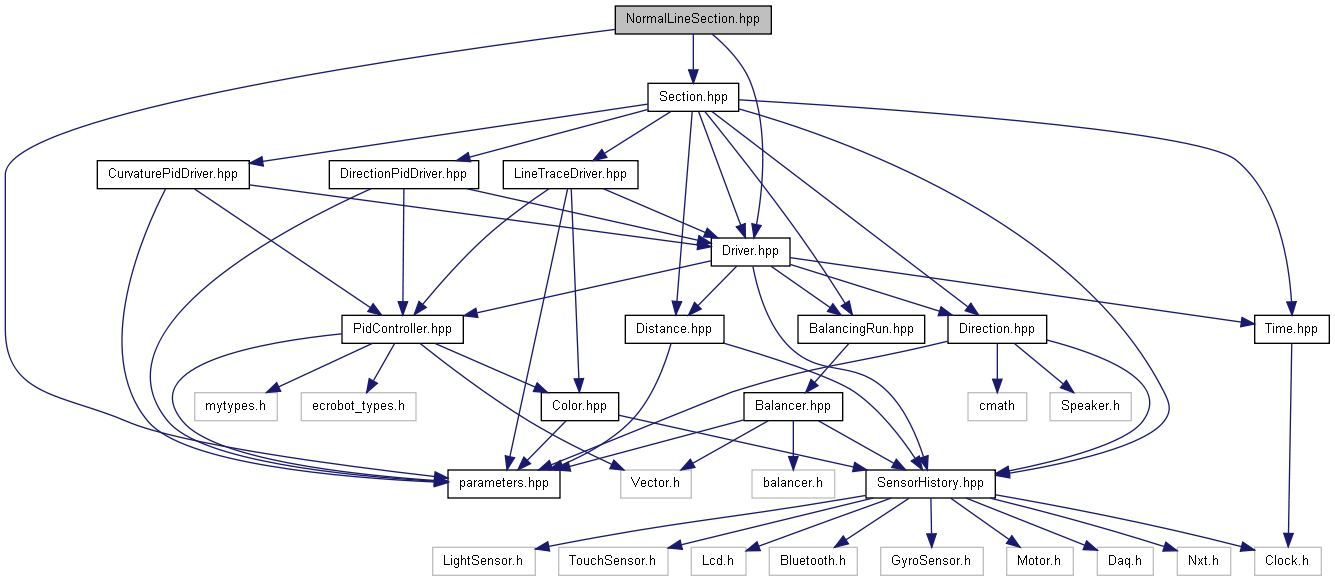 NormalLineSection.hpp
Section.hpp
CurvaturePidDriver.hpp
DirectionPidDriver.hpp
LineTraceDriver.hpp
Driver.hpp
PidController.hpp
Distance.hpp
BalancingRun.hpp
Direction.hpp
Time.hpp
mytypes.h
ecrobot_types.h
Color.hpp
Balancer.hpp
cmath
Speaker.h
parameters.hpp
Vector.h
balancer.h
SensorHistory.hpp
LightSensor.h
TouchSensor.h
Lcd.h
Bluetooth.h
GyroSensor.h
Motor.h
Daq.h
Nxt.h
Clock.h